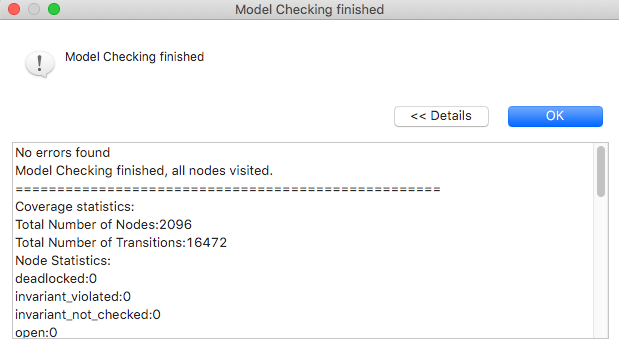 Model Checking finished
Model Checking finished
<< Details
OK
No errors found
Model Checking finished, all nodes visited.
===================================================
Coverage statistics:
Total Number of Nodes:2096
Total Number of Transitions:16472
Node Statistics:
deadlocked:0
invariant_violated:0
invariant_not_checked:0
open:0